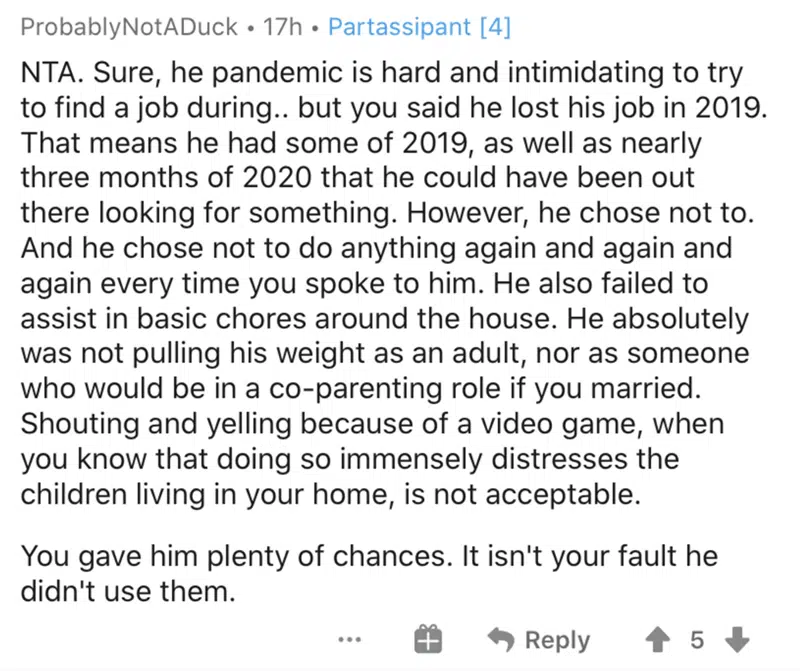 ProbablyNotADuck • 17h • Partassipant [4]
NTA. Sure, he pandemic is hard and intimidating to try
to find a job during.. but you said he lost his job in 2019.
That means he had some of 2019, as well as nearly
three months of 2020 that he could have been out
there looking for something. However, he chose not to.
And he chose not to do anything again and again and
again every time you spoke to him. He also failed to
assist in basic chores around the house. He absolutely
was not pulling his weight as an adult, nor as someone
who would be in a co-parenting role if you married.
Shouting and yelling because of a video game, when
you know that doing so immensely distresses the
children living in your home, is not acceptable.
You gave him plenty of chances. It isn't your fault he
didn't use them.
... Reply 5